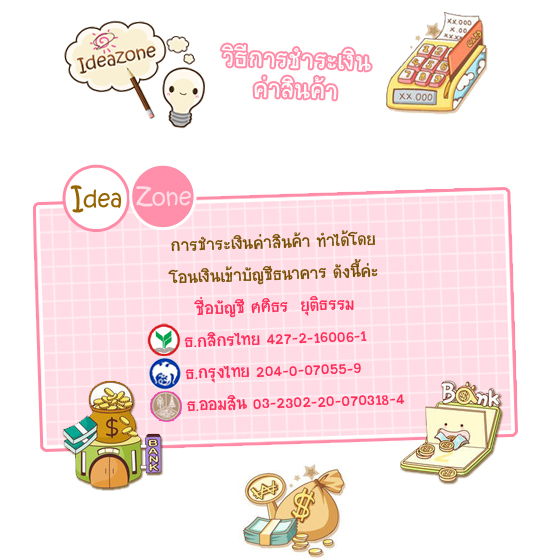 Ideazone
วิธีการชำระเงิน
ค่าสินค้า
xx.000
x.00
xx.000
Idea Zone
การชำระเงินค่าสินค้า ทำได้โดย
โอนเงินเข้าบัญชีธนาคาร ดังนี้ค่ะ
ชื่อบัญชี ศศิธร ยุติธรรม
ธ.กสิกรไทย 427-2-16006-1
ธ.กรุงไทย 204-0-07055-9
ธ.ออมสิน 03-2302-20-070318-4
Bank
$
BANK
$